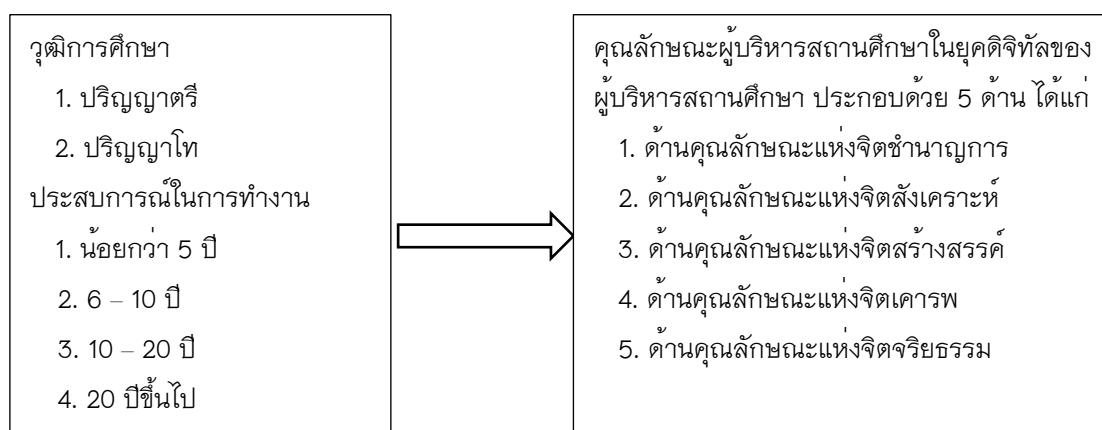 วุฒิการศึกษา
1. ปริญญาตรี
2. ปริญญาโท
ประสบการณ์ในการทำงาน
1. น้อยกว่า 5 ปี
2. 6 – 10 ปี
3. 10 – 20 ปี
4. 20 ปีขึ้นไป
คุณลักษณะผู้บริหารสถานศึกษาในยุคดิจิทัลของ
ผู้บริหารสถานศึกษา ประกอบด้วย 5 ด้าน ได้แก่
1. ด้านคุณลักษณะแห่งจิตชำนาญการ
2. ด้านคุณลักษณะแห่งจิตสังเคราะห์
3. ด้านคุณลักษณะแห่งจิตสร้างสรรค์
4. ด้านคุณลักษณะแห่งจิตเคารพ
5. ด้านคุณลักษณะแห่งจิตจริยธรรม